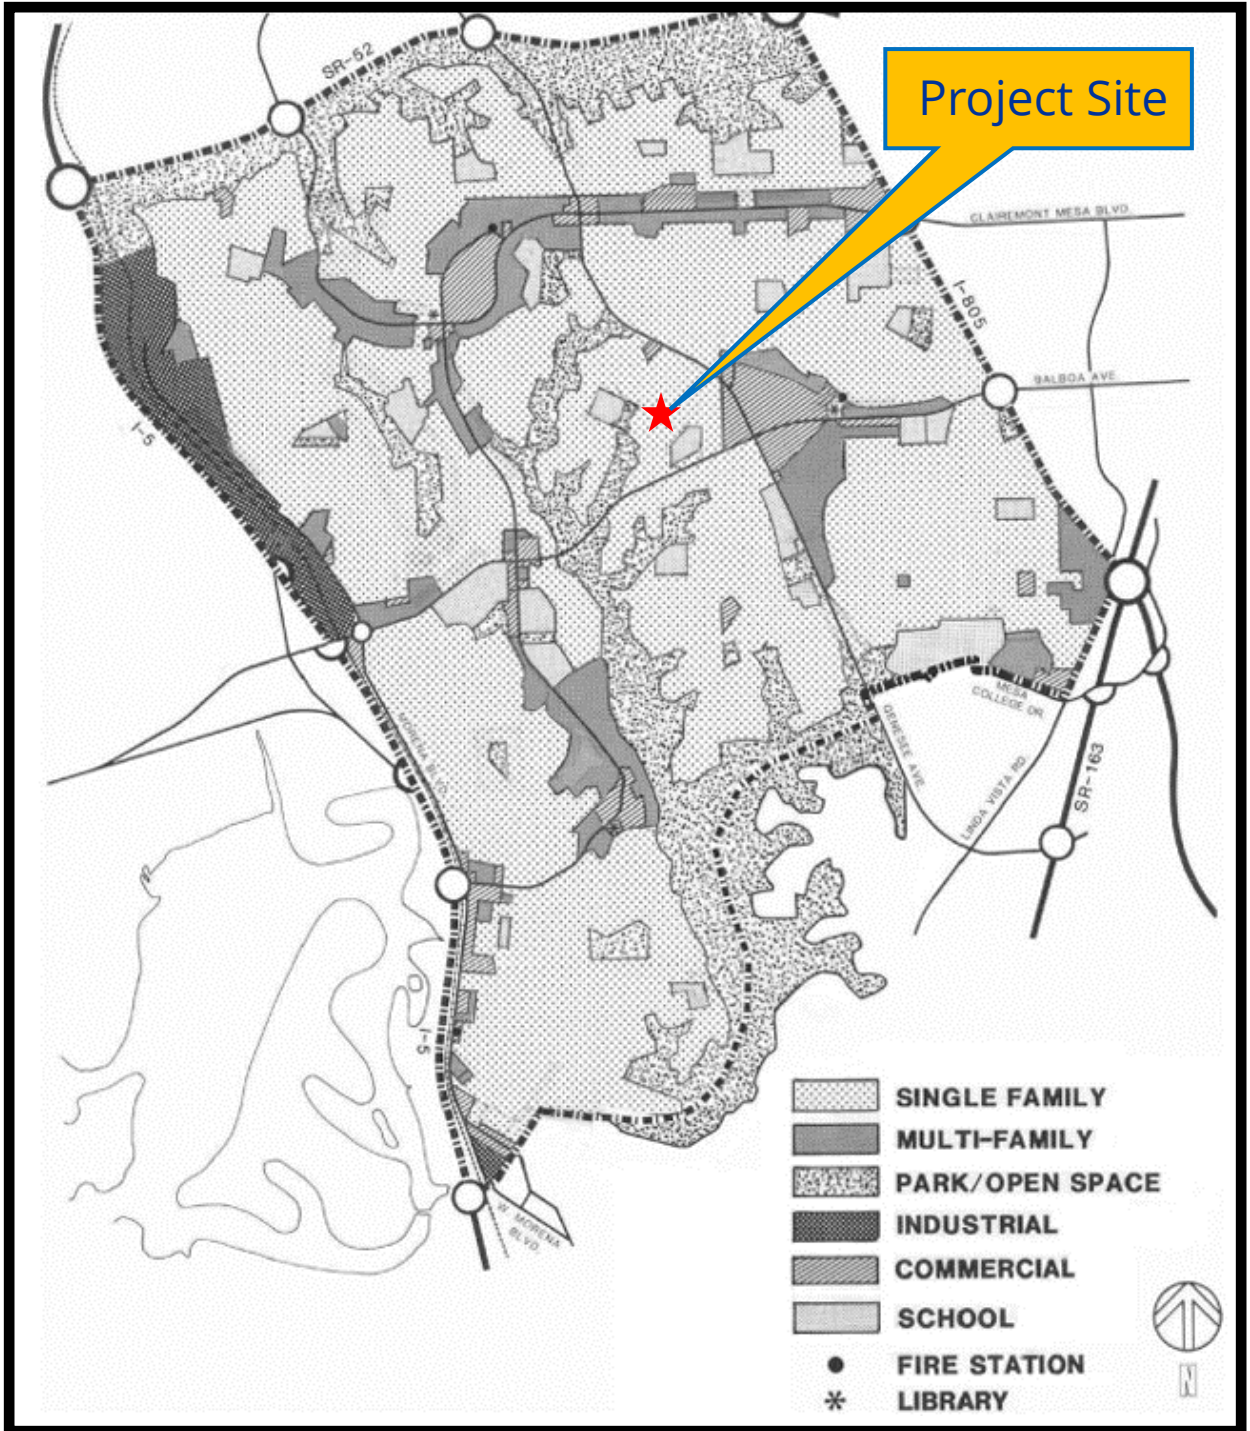 SR-52
Project Site
CLAIREMONT MESA BLVD.
I-805
BALBOA AVE.
I-5
MESA
COLLEGE DR.
MORENA BLVD.
GENESEE AVE.
LINDA VISTA RD.
SR-163
I-5
W. MORENA
BLVD.
SINGLE FAMILY
MULTI-FAMILY
PARK/OPEN SPACE
INDUSTRIAL
COMMERCIAL
SCHOOL
FIRE STATION
LIBRARY
N